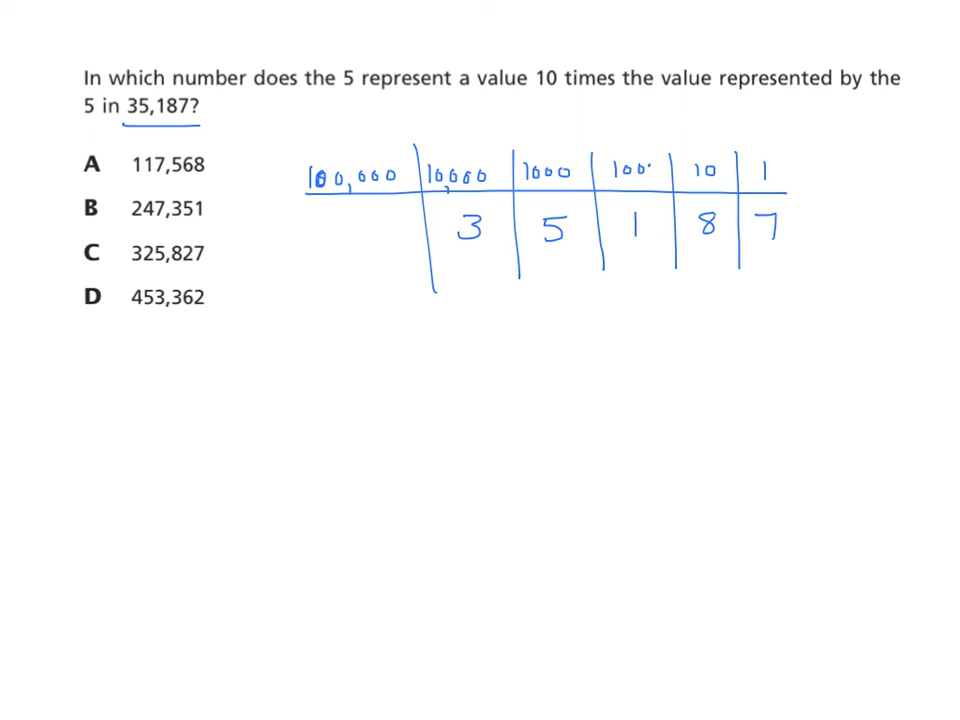 In which number does the 5 represent a value 10 times the value represented by the
5 in 35,187?
A 117,568
B 247,351
C 325,827
D 453,362
100,000 10,000 1000 100 10 1
3 5 1 8 7